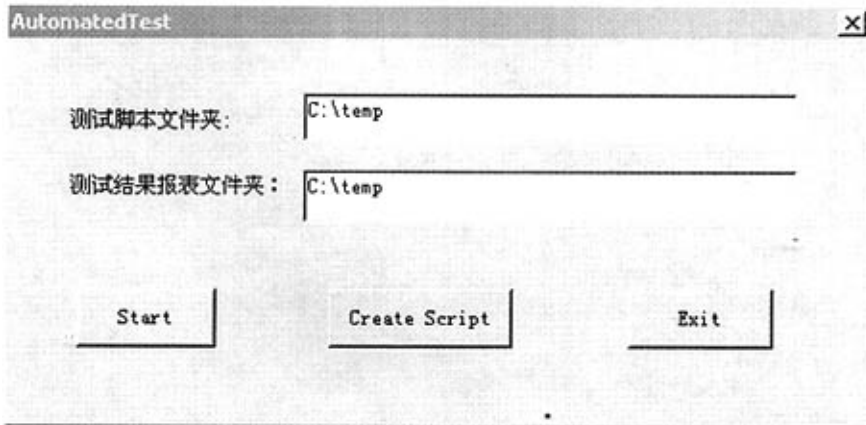 AutomatedTest
测试脚本文件夹:
C:\temp
测试结果报表文件夹：
C:\temp
Start
Create Script
Exit